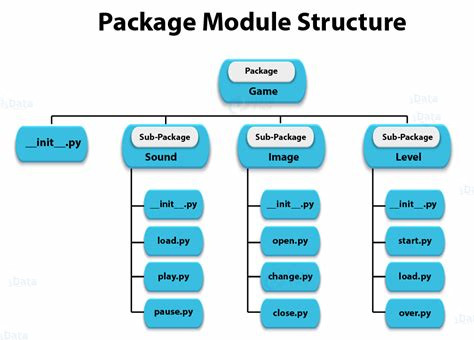 Package Module Structure
Package
Game
__init__.py
Sub-Package
Sound
Sub-Package
Image
Sub-Package
Level
__init__.py
load.py
play.py
pause.py
__init__.py
open.py
change.py
close.py
__init__.py
start.py
load.py
over.py